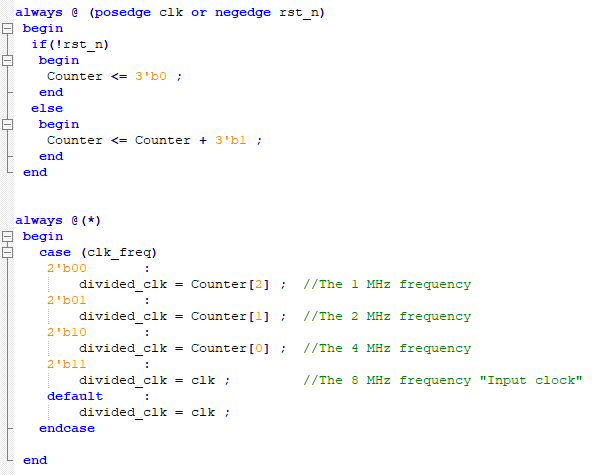 always @ (posedge clk or negedge rst_n)
begin
if(!rst_n)
begin
Counter <= 3'b0 ;
end
else
begin
Counter <= Counter + 3'b1 ;
end
end
always @(*)
begin
case (clk_freq)
2'b00 :
divided_clk = Counter[2] ; //The 1 MHz frequency
2'b01 :
divided_clk = Counter[1] ; //The 2 MHz frequency
2'b10 :
divided_clk = Counter[0] ; //The 4 MHz frequency
2'b11 :
divided_clk = clk ; //The 8 MHz frequency "Input clock"
default :
divided_clk = clk ;
endcase
end